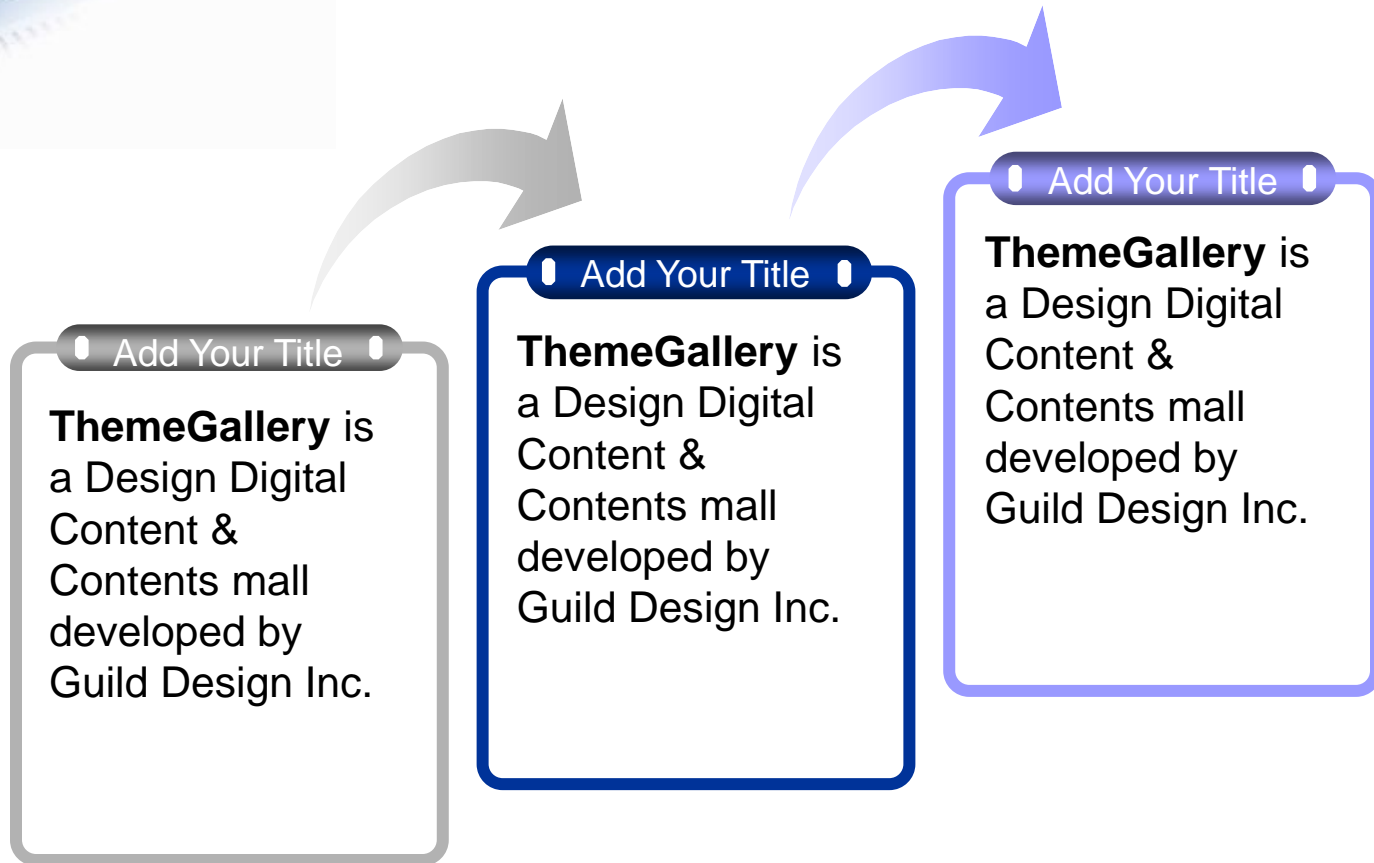 Add Your Title
ThemeGallery is
a Design Digital
Content &
Contents mall
developed by
Guild Design Inc.
Add Your Title
ThemeGallery is
a Design Digital
Content &
Contents mall
developed by
Guild Design Inc.
Add Your Title
ThemeGallery is
a Design Digital
Content &
Contents mall
developed by
Guild Design Inc.